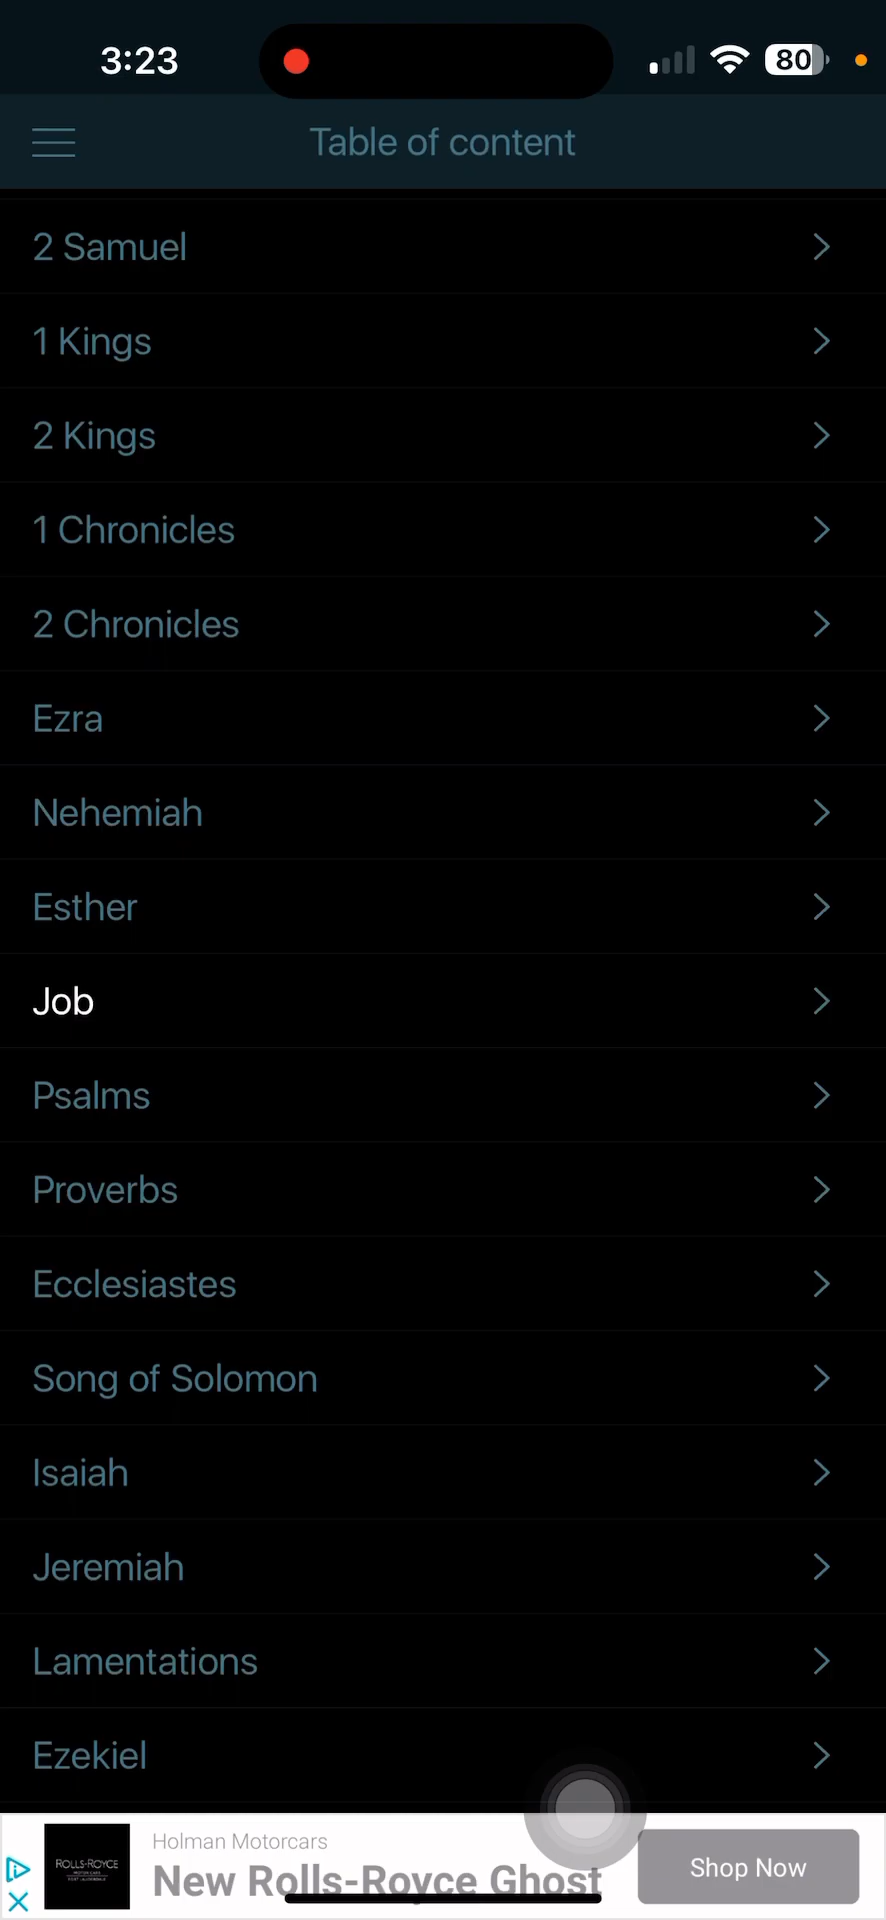 3:23
80
Table of content
2 Samuel
1 Kings
2 Kings
1 Chronicles
2 Chronicles
Ezra
Nehemiah
Esther
Job
Psalms
Proverbs
Ecclesiastes
Song of Solomon
Isaiah
Jeremiah
Lamentations
Ezekiel
Holman Motorcars
ROLLS-ROYCE
New Rolls-Royce Ghost
Shop Now